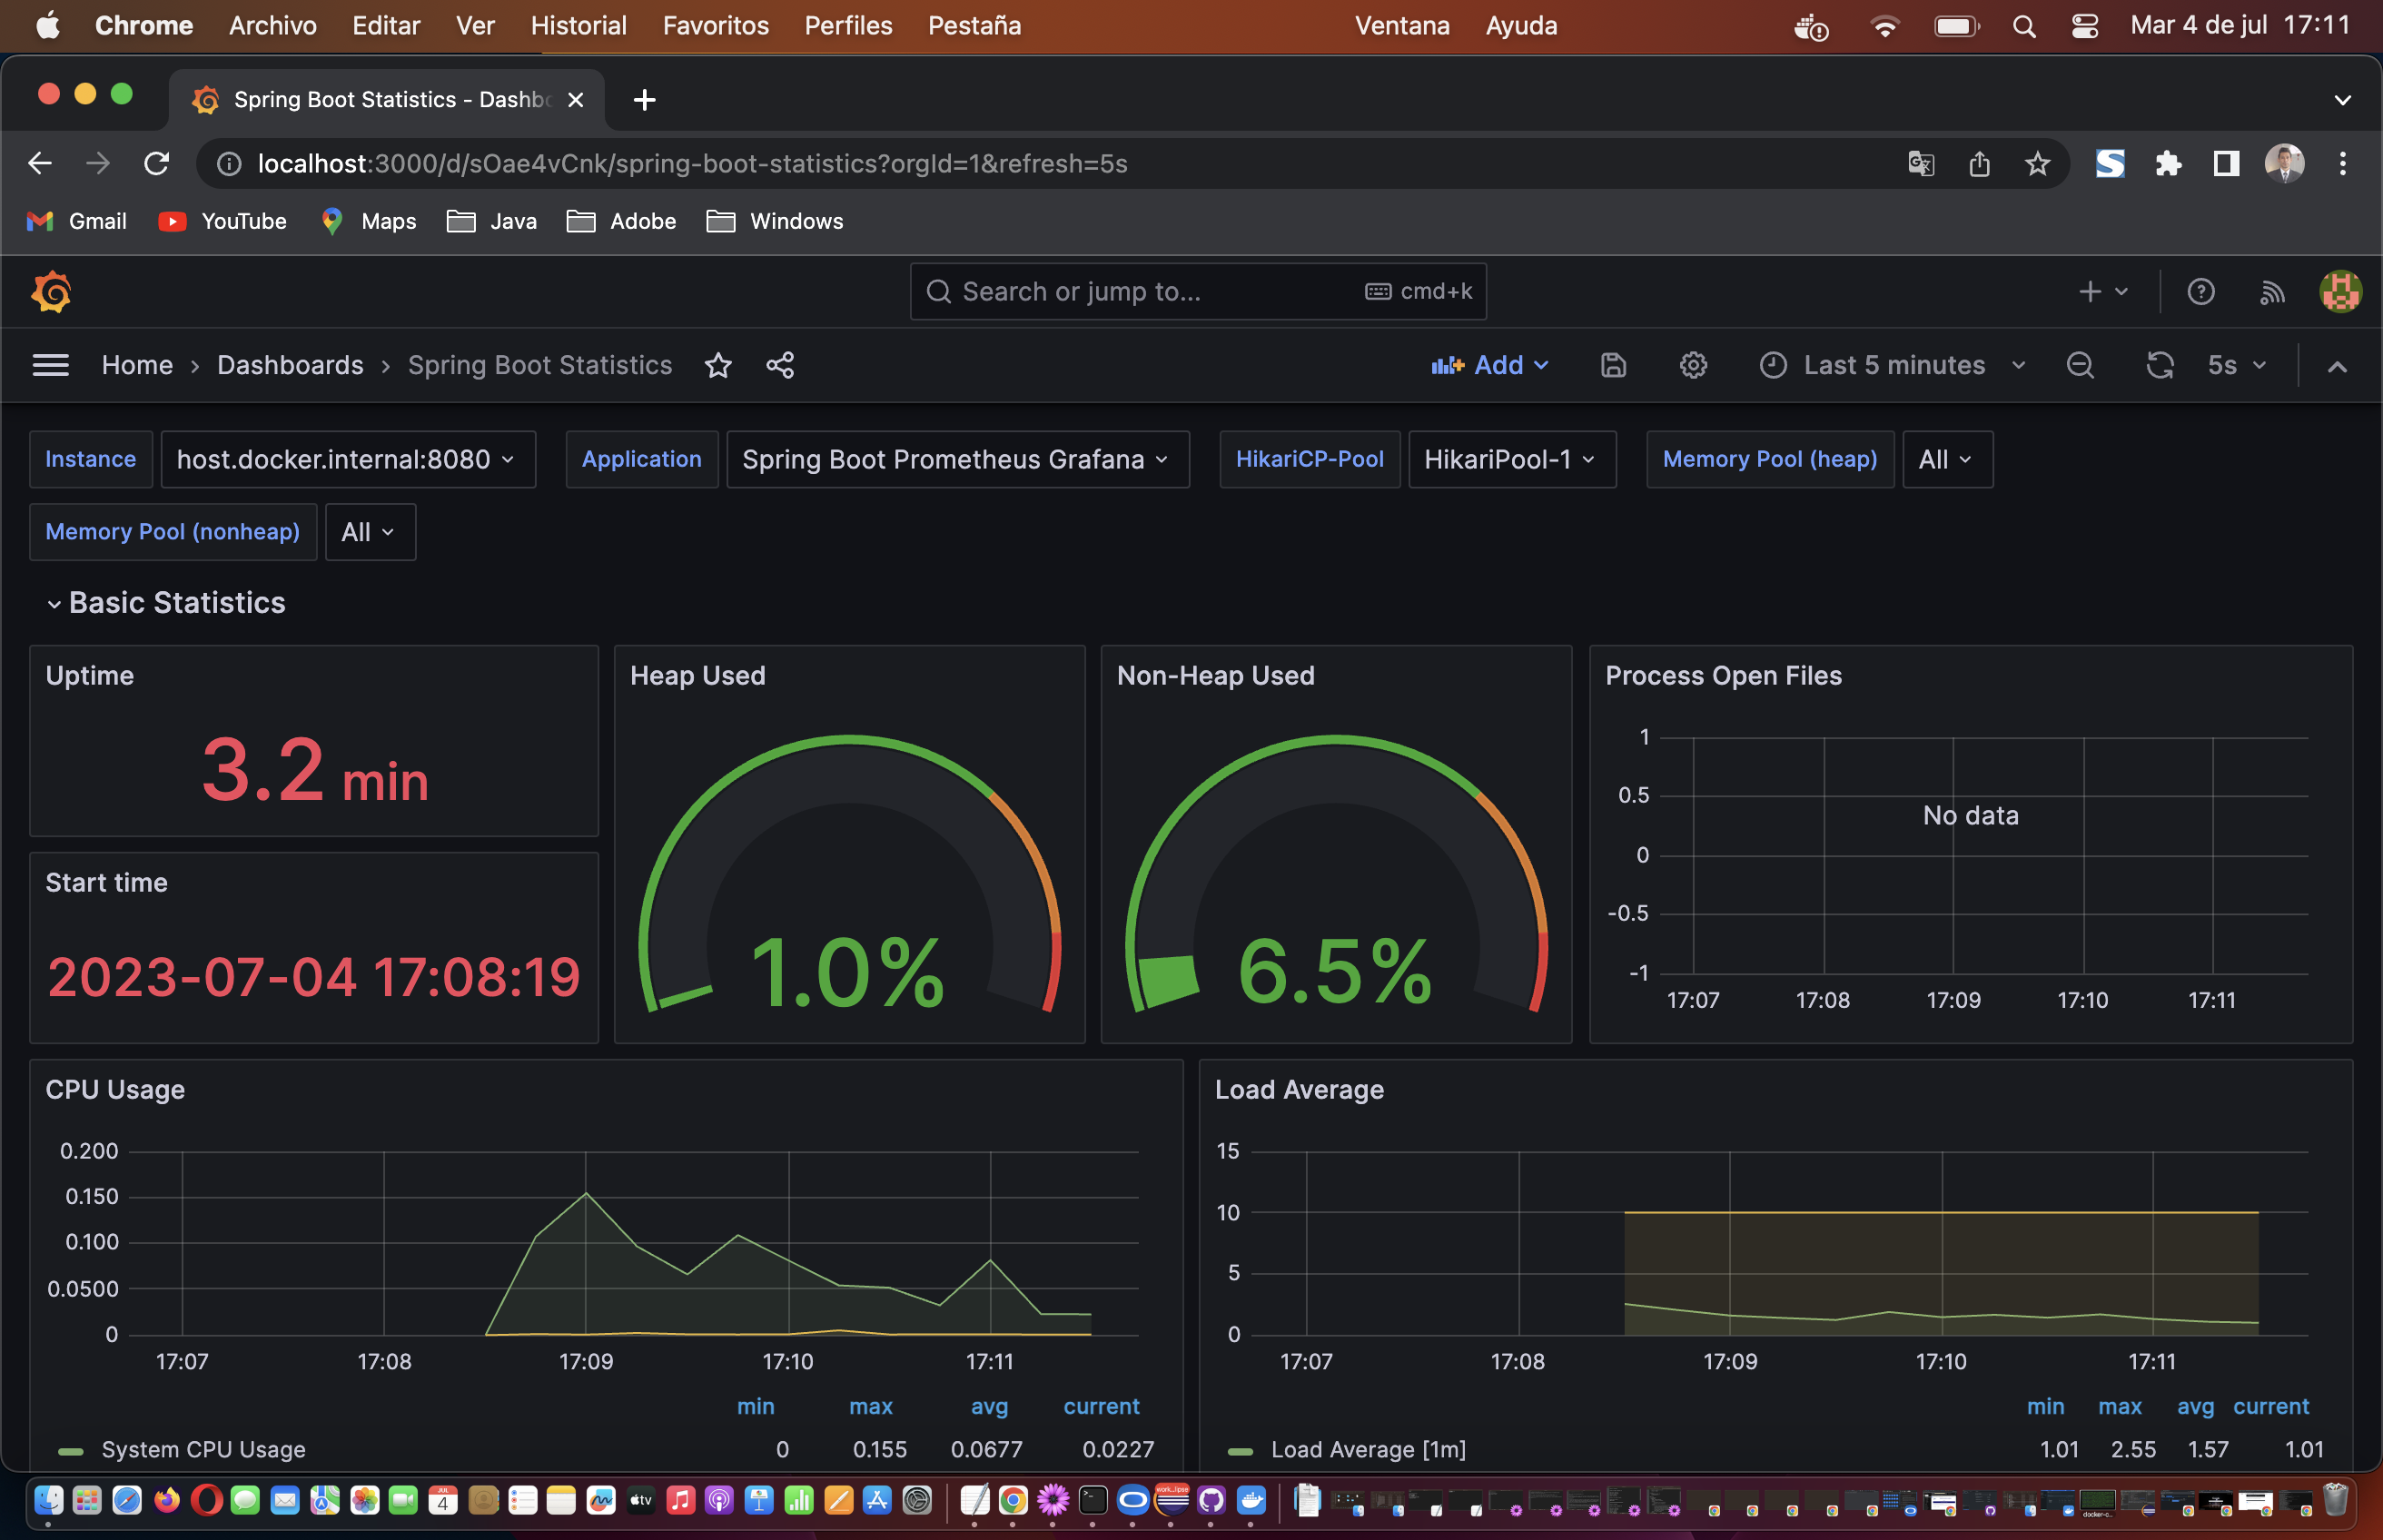 Chrome Archivo Editar Ver Historial Favoritos Perfiles Pestaña Ventana Ayuda Mar 4 de jul 17:11
Spring Boot Statistics - Dashbo
localhost:3000/d/sOae4vCnk/spring-boot-statistics?orgId=1&refresh=5s
Gmail YouTube Maps Java Adobe Windows
Search or jump to... cmd+k
Home › Dashboards › Spring Boot Statistics Add Last 5 minutes 5s
Instance host.docker.internal:8080 Application Spring Boot Prometheus Grafana HikariCP-Pool HikariPool-1 Memory Pool (heap) All
Memory Pool (nonheap) All
Basic Statistics
Uptime
3.2 min
Start time
2023-07-04 17:08:19
Heap Used
1.0%
Non-Heap Used
6.5%
Process Open Files
1
0.5
0
-0.5
-1
No data
17:07 17:08 17:09 17:10 17:11
CPU Usage
0.200
0.150
0.100
0.0500
0
17:07 17:08 17:09 17:10 17:11
min max avg current
System CPU Usage 0 0.155 0.0677 0.0227
Load Average
15
10
5
0
17:07 17:08 17:09 17:10 17:11
min max avg current
Load Average [1m] 1.01 2.55 1.57 1.01
JUL
4
tv